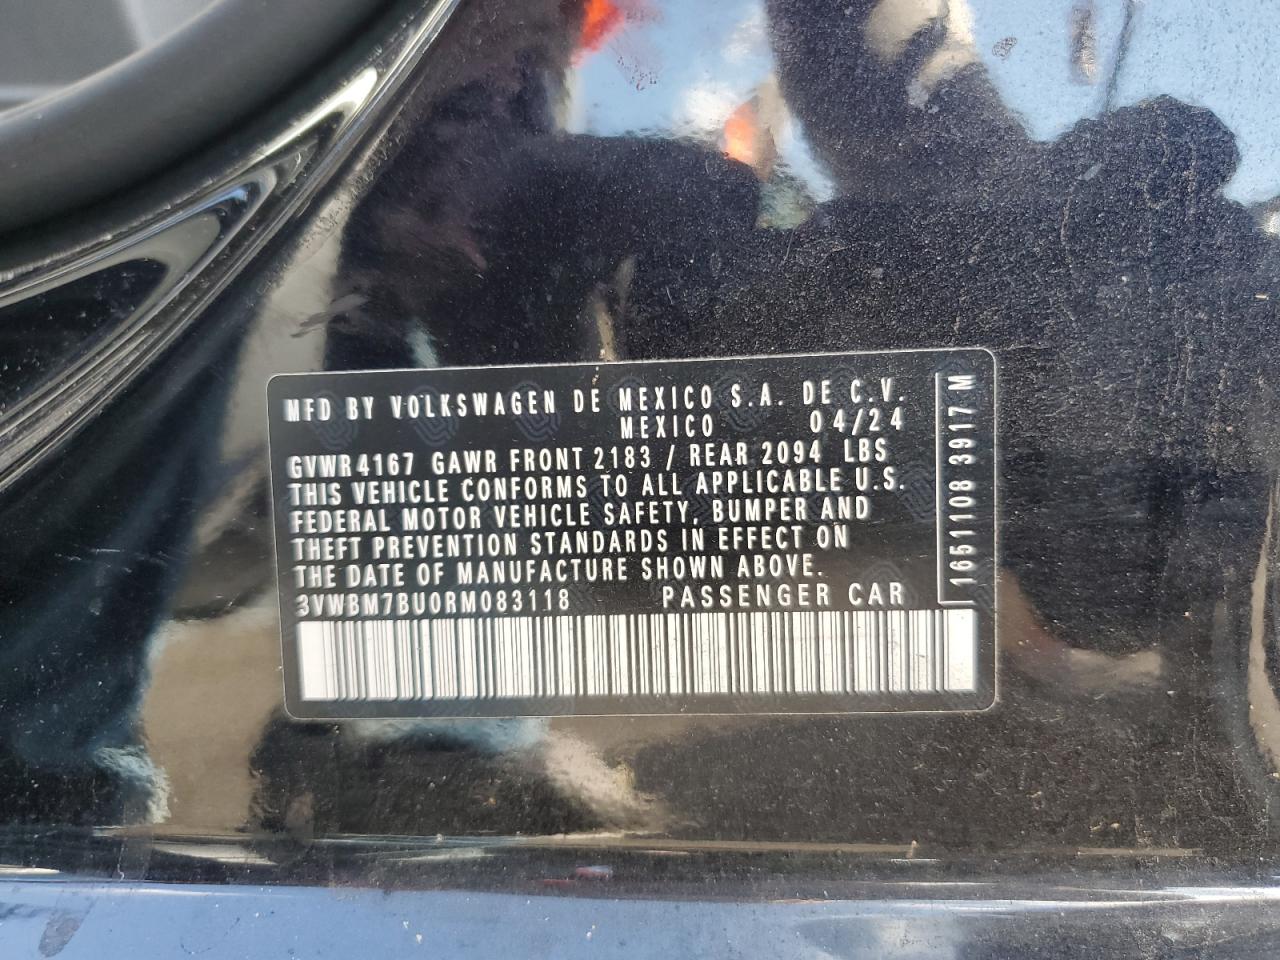 MFD BY VOLKSWAGEN DE MEXICO S.A. DE C.V.
MEXICO 04/24
GVWR 4167 GAWR FRONT 2183 / REAR 2094 LBS
THIS VEHICLE CONFORMS TO ALL APPLICABLE U.S.
FEDERAL MOTOR VEHICLE SAFETY, BUMPER AND
THEFT PREVENTION STANDARDS IN EFFECT ON
THE DATE OF MANUFACTURE SHOWN ABOVE.
3VWBM7BU0RM083118 PASSENGER CAR
1651108 3917 M